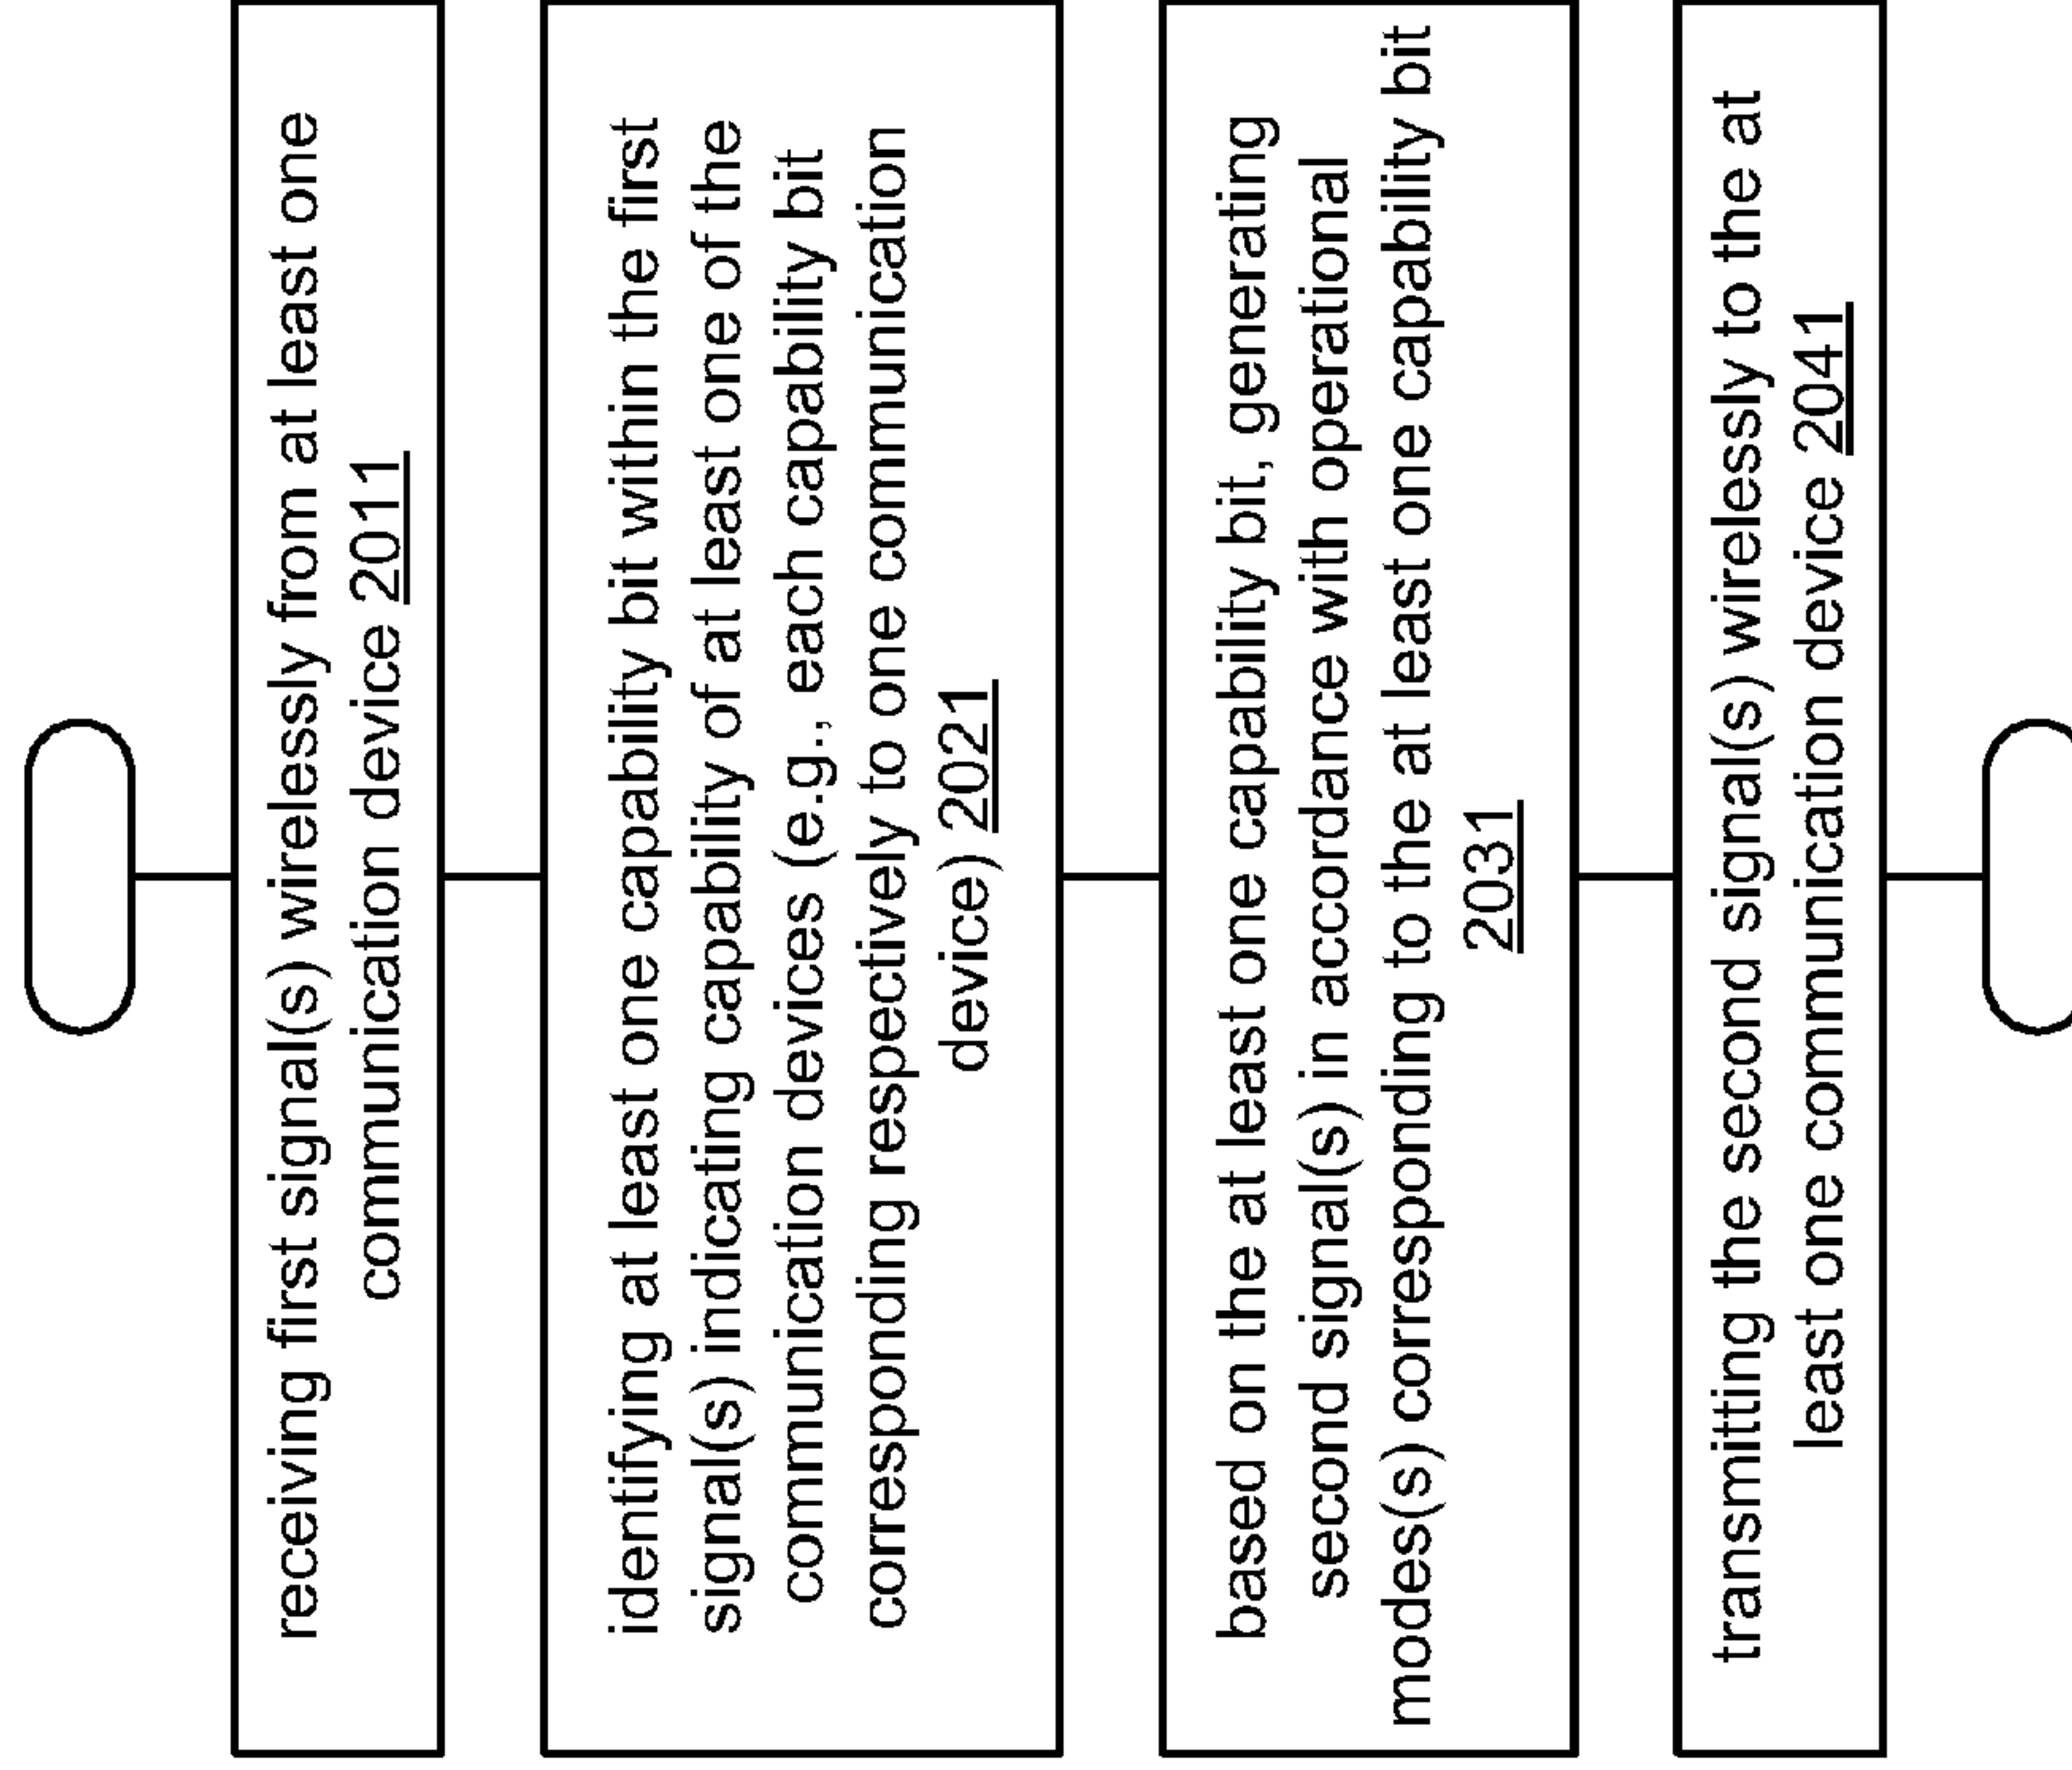 receiving first signal(s) wirelessly from at least one
communication device 2011
identifying at least one capability bit within the first
signal(s) indicating capability of at least one of the
communication devices (e.g., each capability bit
corresponding respectively to one communication
device) 2021
based on the at least one capability bit, generating
second signal(s) in accordance with operational
modes(s) corresponding to the at least one capability bit
2031
transmitting the second signal(s) wirelessly to the at
least one communication device 2041